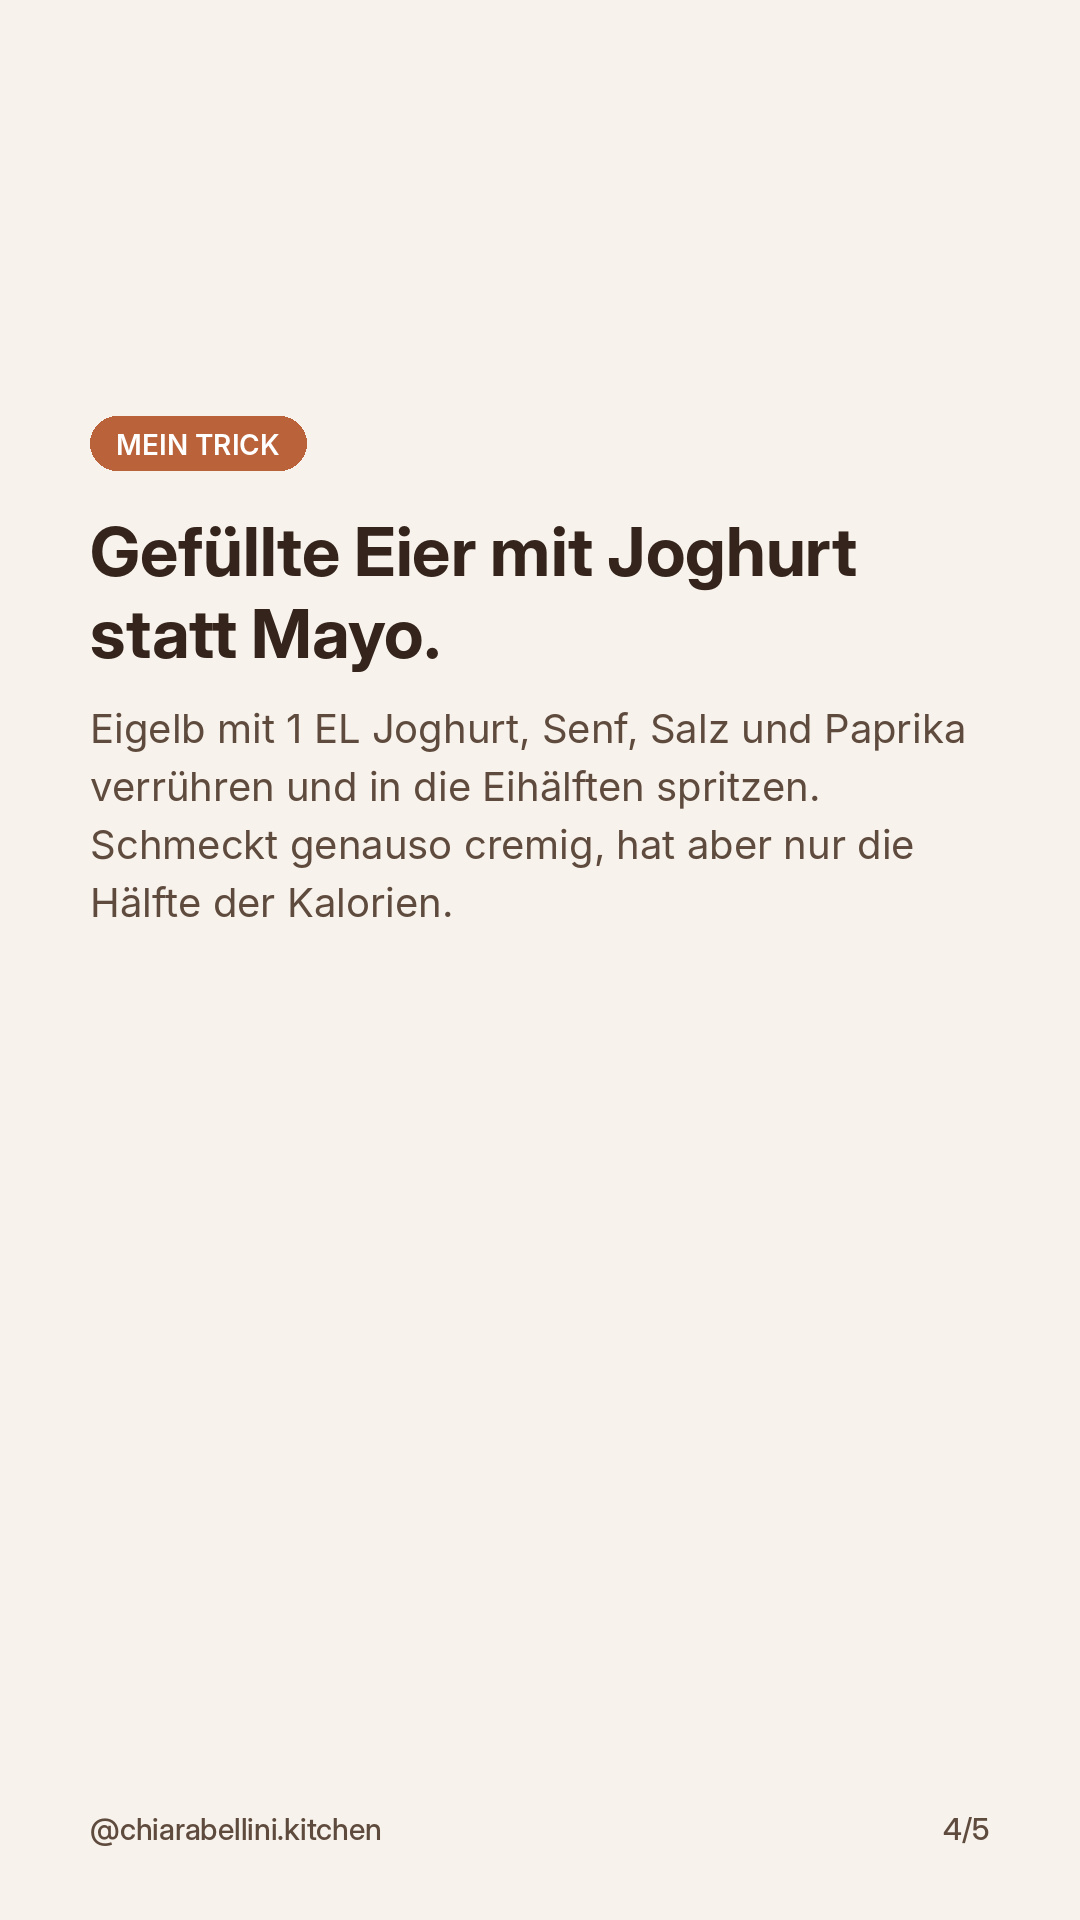 MEIN TRICK
Gefüllte Eier mit Joghurt
statt Mayo.
Eigelb mit 1 EL Joghurt, Senf, Salz und Paprika
verrühren und in die Eihälften spritzen.
Schmeckt genauso cremig, hat aber nur die
Hälfte der Kalorien.
@chiarabellini.kitchen
4/5